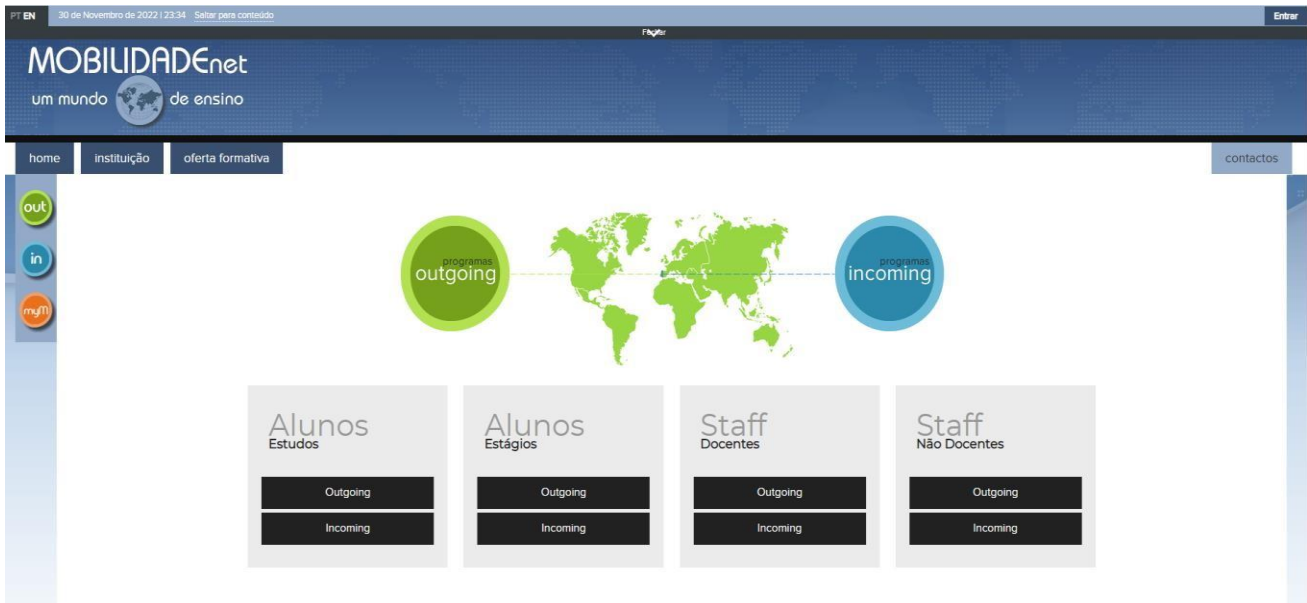 PT EN 30 de Novembro de 2022 | 23:34 Saltar para conteúdo Entrar
Fechar
MOBILIDADEnet
um mundo de ensino
home instituição oferta formativa contactos
out
in
myM
programas
outgoing
programas
incoming
Alunos
Estudos
Outgoing
Incoming
Alunos
Estágios
Outgoing
Incoming
Staff
Docentes
Outgoing
Incoming
Staff
Não Docentes
Outgoing
Incoming